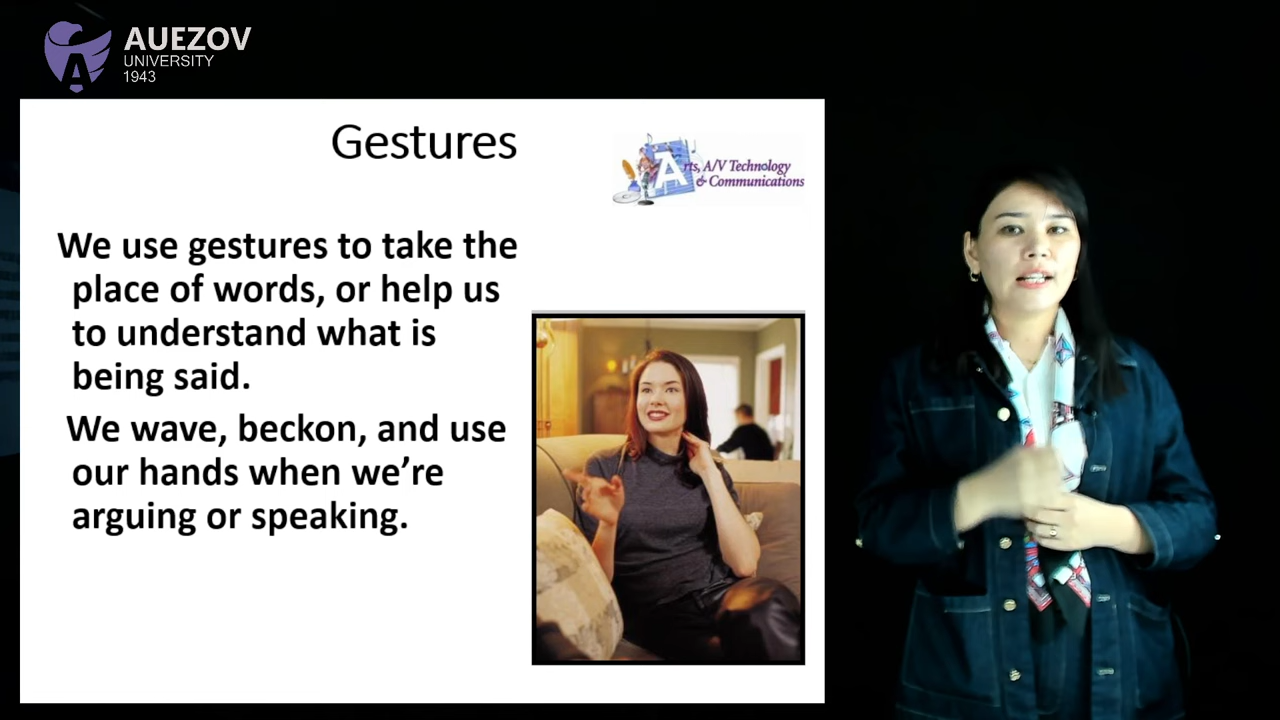 AUEZOV
UNIVERSITY
1943
Gestures
Arts, A/V Technology
& Communications
We use gestures to take the
place of words, or help us
to understand what is
being said.
We wave, beckon, and use
our hands when we’re
arguing or speaking.